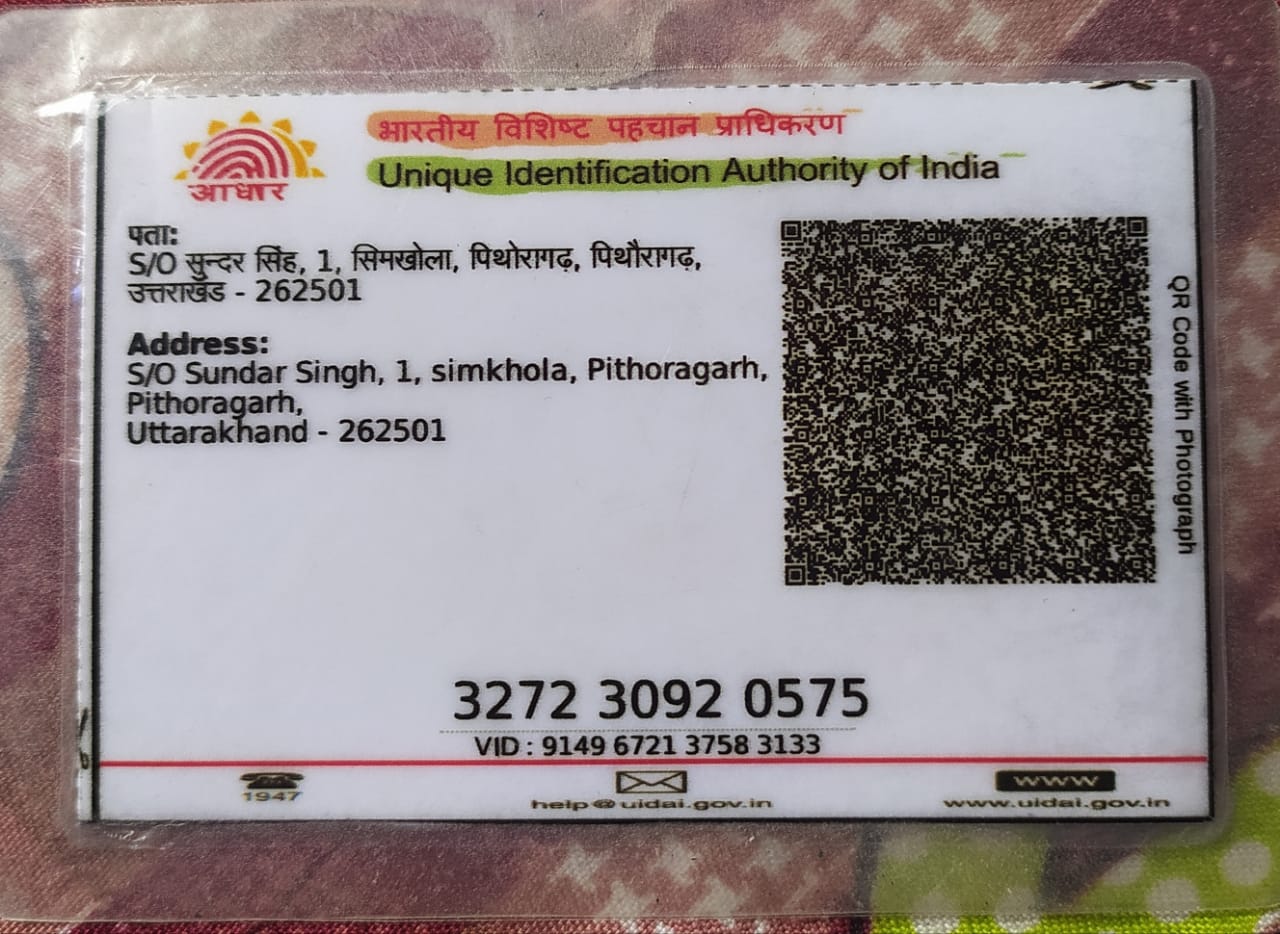 आधार
भारतीय विशिष्ट पहचान प्राधिकरण
Unique Identification Authority of India
पता:
S/O सुन्दर सिंह, 1, सिमखोला, पिथोरागढ़, पिथौरागढ़,
उत्तराखंड - 262501
Address:
S/O Sundar Singh, 1, simkhola, Pithoragarh,
Pithoragarh,
Uttarakhand - 262501
QR Code with Photograph
3272 3092 0575
VID : 9149 6721 3758 3133
1947
help@uidai.gov.in
www
www.uidai.gov.in